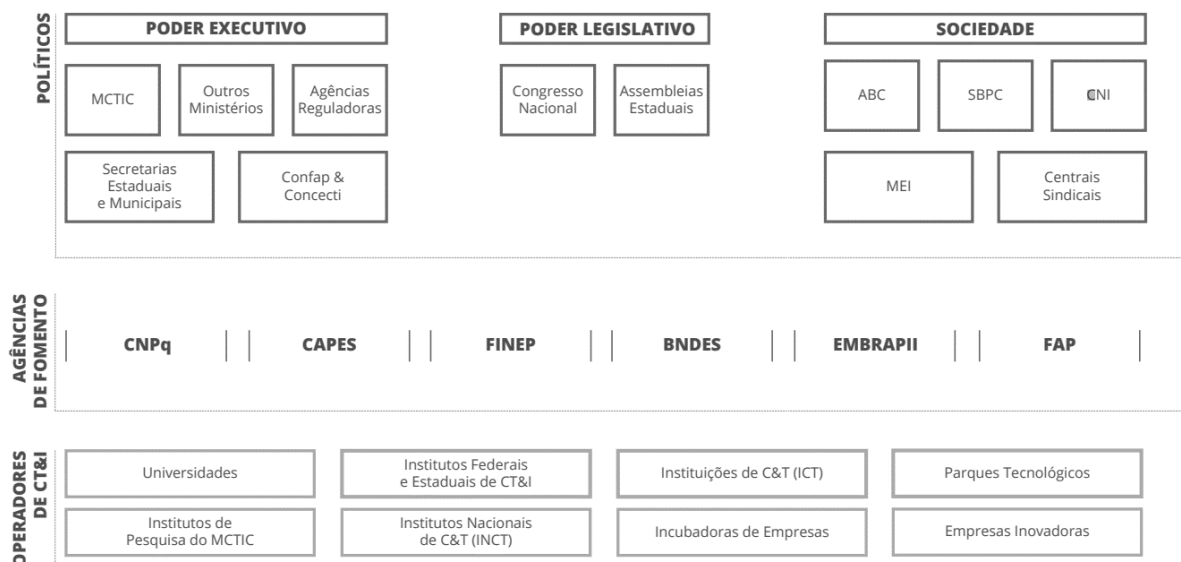 POLÍTICOS
PODER EXECUTIVO
PODER LEGISLATIVO
SOCIEDADE
MCTIC
Outros
Ministérios
Agências
Reguladoras
Congresso
Nacional
Assembleias
Estaduais
ABC
SBPC
CNI
Secretarias
Estaduais
e Municipais
Confap &
Concecti
MEI
Centrais
Sindicais
AGÊNCIAS
DE FOMENTO
CNPq
CAPES
FINEP
BNDES
EMBRAPII
FAP
OPERADORES
DE CT&I
Universidades
Institutos Federais
e Estaduais de CT&I
Instituições de C&T (ICT)
Parques Tecnológicos
Institutos de
Pesquisa do MCTIC
Institutos Nacionais
de C&T (INCT)
Incubadoras de Empresas
Empresas Inovadoras